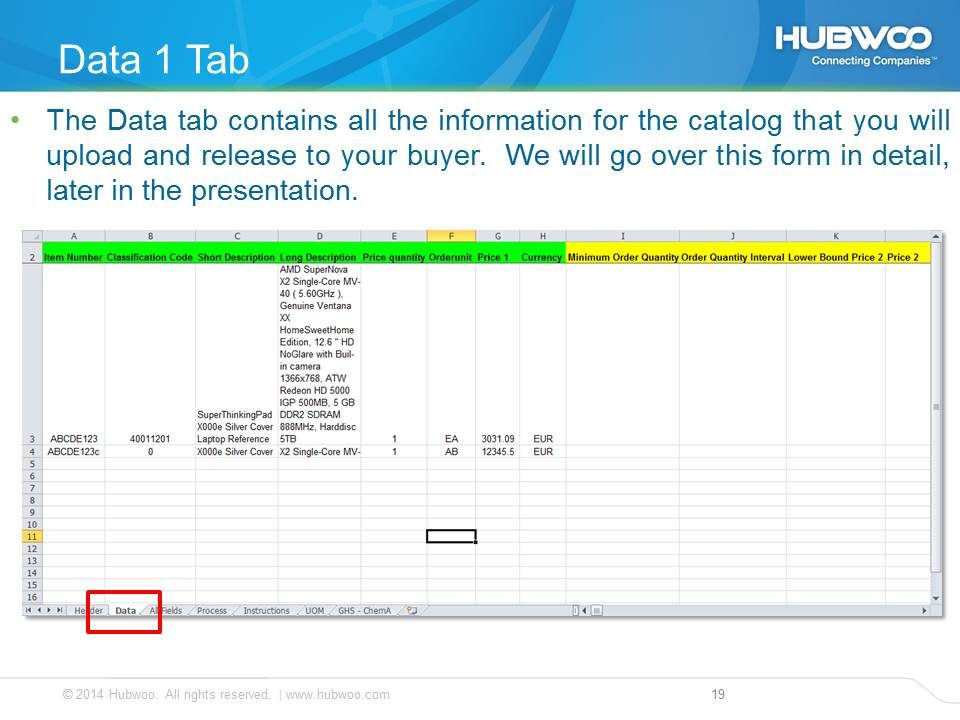 Data 1 Tab
HUBWOO
Connecting Companies™
• The Data tab contains all the information for the catalog that you will
upload and release to your buyer. We will go over this form in detail,
later in the presentation.
A B C D E F G H I J K
2 Item Number Classification Code Short Description Long Description Price quantity Orderunit Price 1 Currency Minimum Order Quantity Order Quantity Interval Lower Bound Price 2 Price 2
AMD SuperNova
X2 Single-Core MV-
40 ( 5.60GHz ),
Genuine Ventana
XX
HomeSweetHome
Edition, 12.6 " HD
NoGlare with Buil-
in camera
1366x768, ATW
Redeon HD 5000
IGP 500MB, 5 GB
SuperThinkingPad DDR2 SDRAM
X000e Silver Cover 888MHz, Harddisc
3 ABCDE123 40011201 Laptop Reference 5TB 1 EA 3031.09 EUR
4 ABCDE123c 0 X000e Silver Cover X2 Single-Core MV- 1 AB 12345.5 EUR
5
6
7
8
9
10
11
12
13
14
15
16
Header Data All Fields Process Instructions UOM GHS - ChemA
© 2014 Hubwoo. All rights reserved. | www.hubwoo.com 19